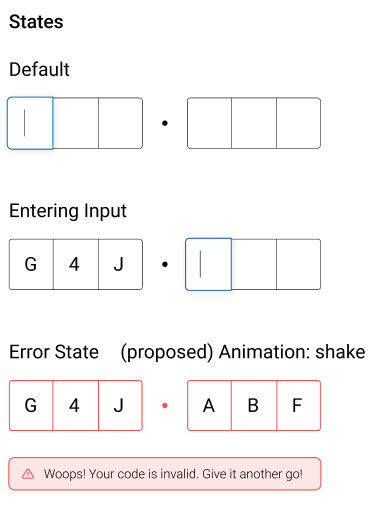 States
Default
•
Entering Input
G 4 J •
Error State (proposed) Animation: shake
G 4 J • A B F
Woops! Your code is invalid. Give it another go!